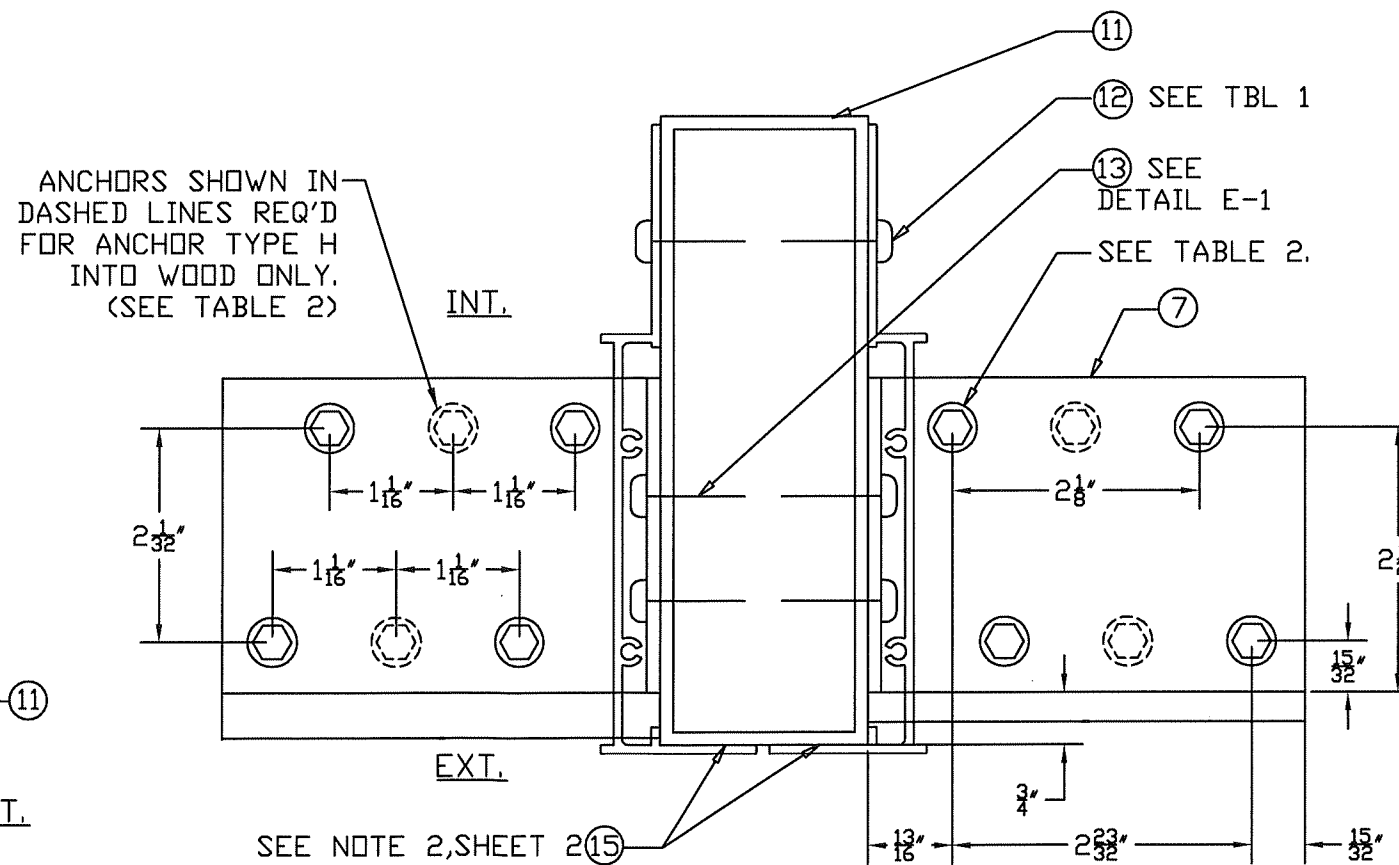 11
12 SEE TBL 1
13 SEE
DETAIL E-1
SEE TABLE 2.
7
ANCHORS SHOWN IN
DASHED LINES REQ'D
FOR ANCHOR TYPE H
INTO WOOD ONLY.
(SEE TABLE 2)
INT.
1 1/16" 1 1/16"
2 1/8"
2 1/32"
1 1/16" 1 1/16"
15/32"
11
EXT.
3/4"
T.
SEE NOTE 2,SHEET 2 15
13/16" 2 23/32" 15/32"